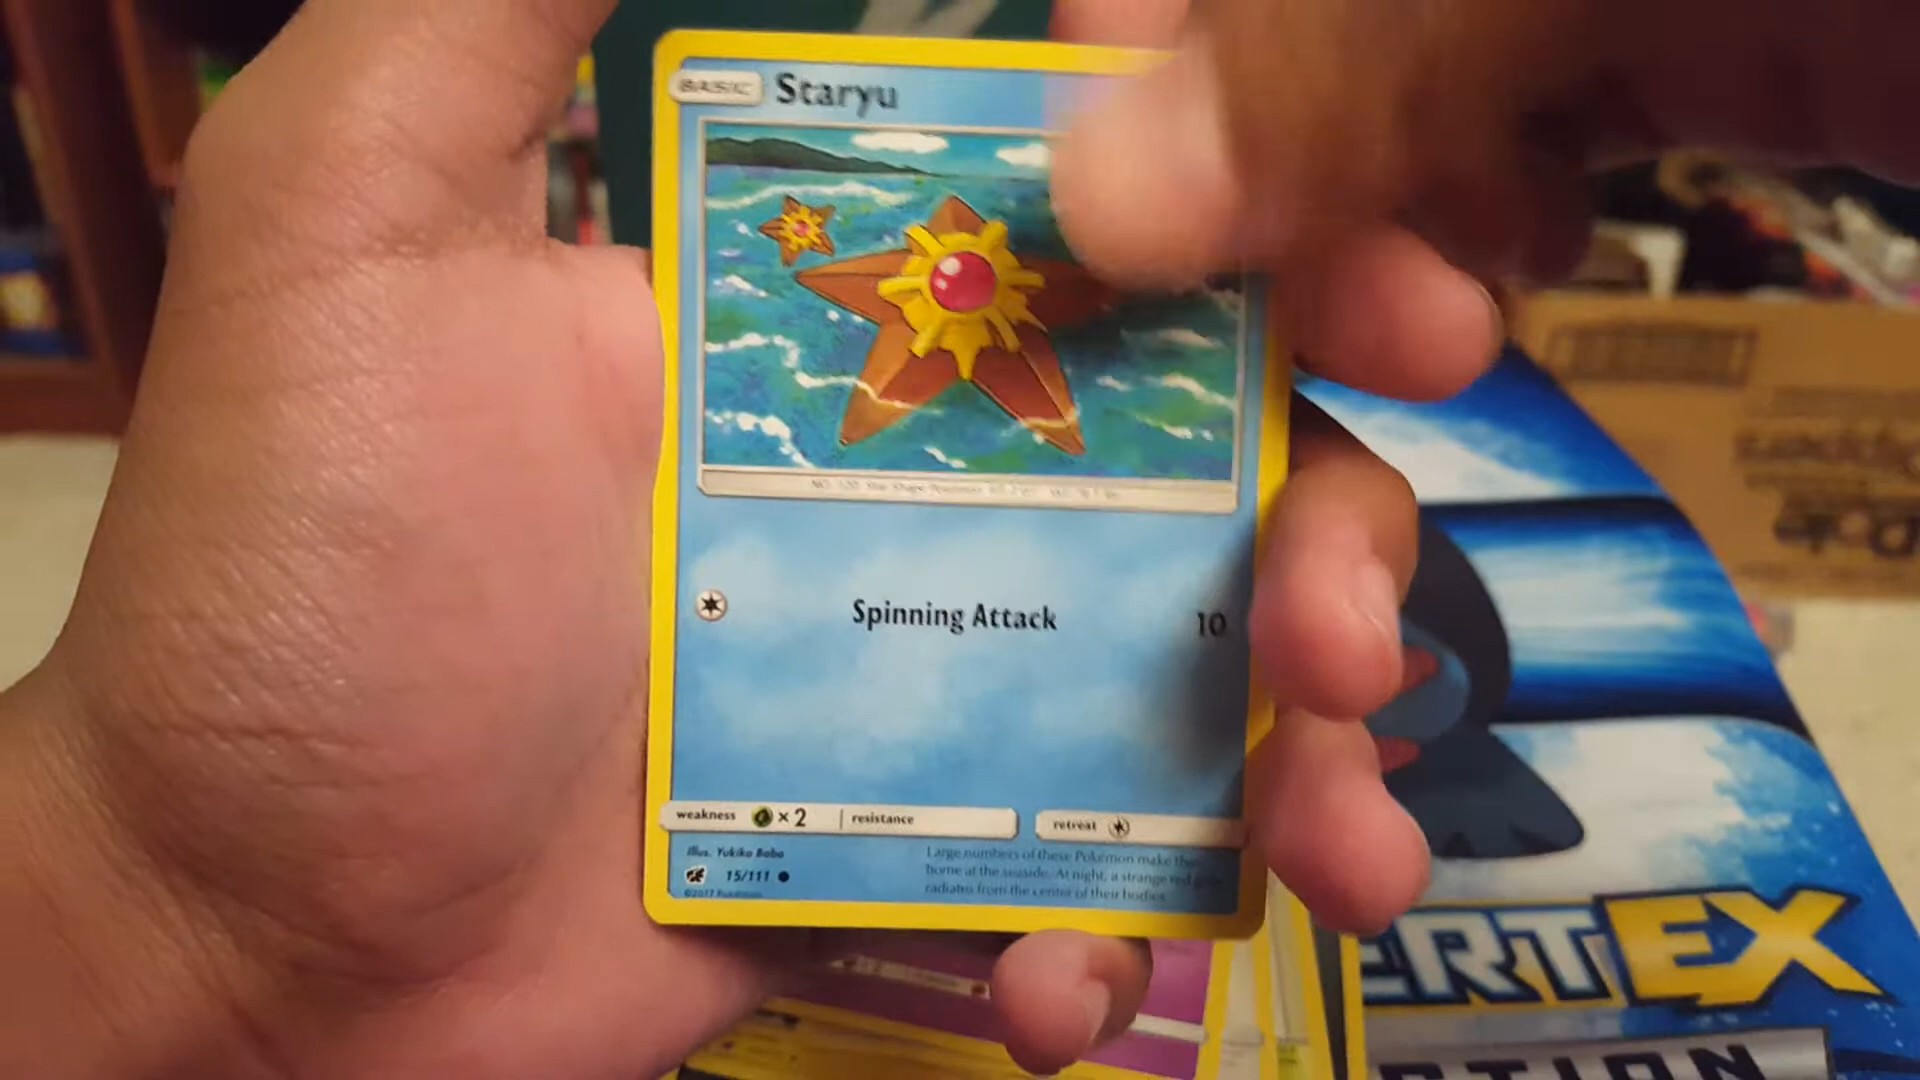 BASIC Staryu
Spinning Attack 10
weakness × 2 resistance
retreat
Illus. Yukiko Baba
15/111
©2017 Pokémon
Large numbers of these Pokémon make their
home at the seaside. At night, a strange red glow
radiates from the center of their bodies.
ERT EX
CTION